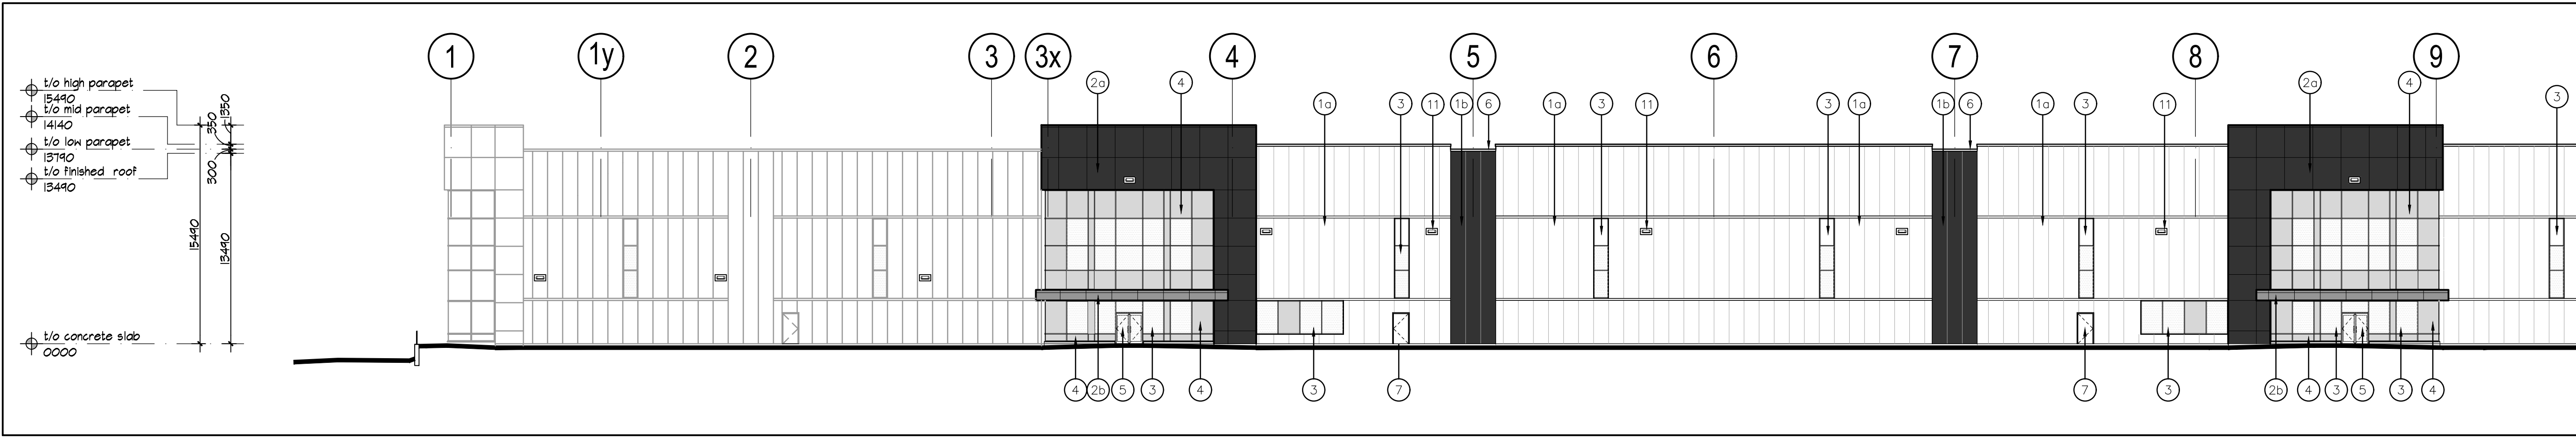 1 1y 2 3 3x 4 5 6 7 8 9
2a 4 2a 4
1a 3 11 1b 6 1a 3 11 3 1a 1b 6 1a 3 11 3
t/o high parapet
15490
t/o mid parapet
14140
t/o low parapet
13790
t/o finished roof
13490
1350
350
300
15490
13490
t/o concrete slab
0000
4 2b 5 3 4 3 7 7 3 2b 4 3 5 3 4